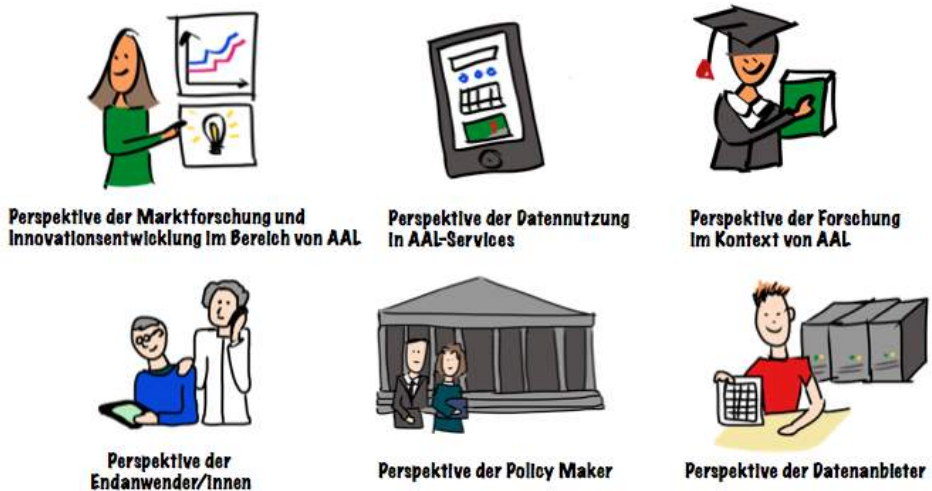 Perspektive der Marktforschung und
Innovationsentwicklung im Bereich von AAL
Perspektive der Datennutzung
in AAL-Services
Perspektive der Forschung
im Kontext von AAL
Perspektive der
Endanwender/innen
Perspektive der Policy Maker
Perspektive der Datenanbieter